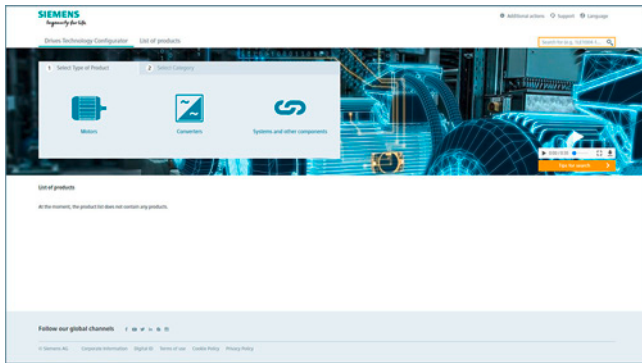 SIEMENS
Ingenuity for life
Additional actions Support Language
Drives Technology Configurator List of products
1 Select Type of Product 2 Select Category
Motors Converters Systems and other components
Tips for search
List of products
At the moment, the product list does not contain any products.
Follow our global channels
© Siemens AG Corporate Information Digital ID Terms of use Cookie Policy Privacy Policy